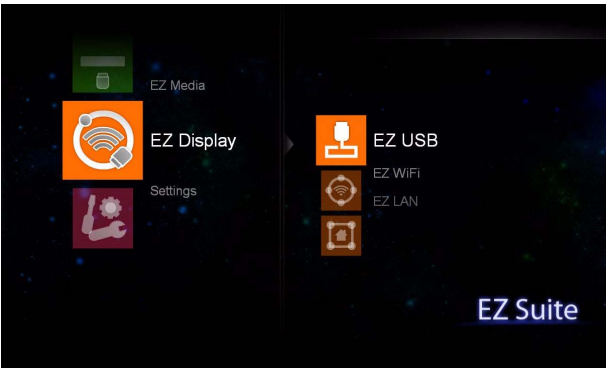 EZ Media
EZ Display
Settings
EZ USB
EZ WiFi
EZ LAN
EZ Suite